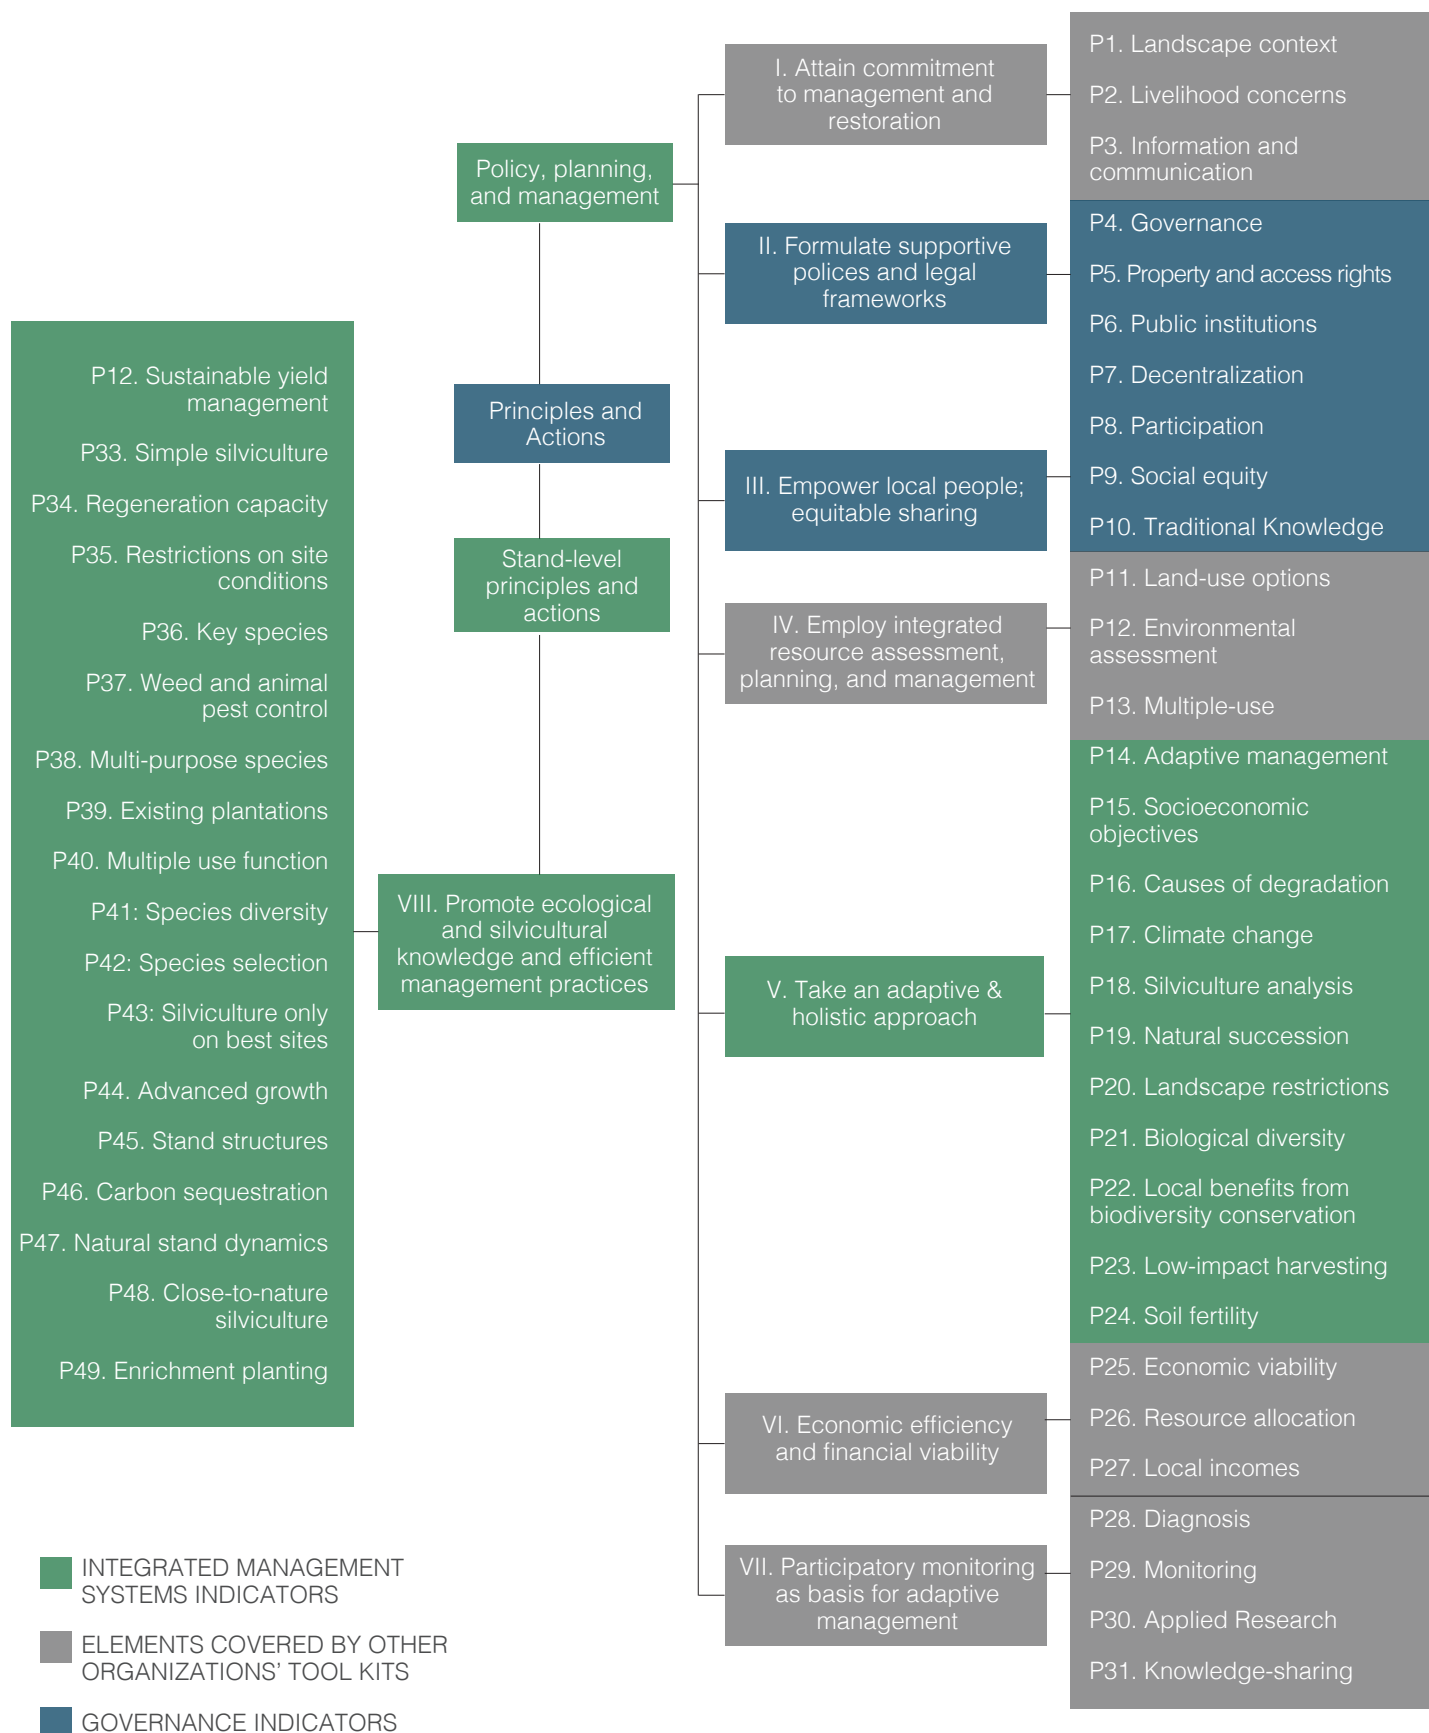 I. Attain commitment
to management and
restoration
P1. Landscape context
P2. Livelihood concerns
P3. Information and
communication
Policy, planning,
and management
II. Formulate supportive
polices and legal
frameworks
P4. Governance
P5. Property and access rights
P6. Public institutions
P7. Decentralization
P8. Participation
P9. Social equity
P10. Traditional Knowledge
Principles and
Actions
III. Empower local people;
equitable sharing
Stand-level
principles and
actions
IV. Employ integrated
resource assessment,
planning, and management
P11. Land-use options
P12. Environmental
assessment
P13. Multiple-use
P12. Sustainable yield
management
P33. Simple silviculture
P34. Regeneration capacity
P35. Restrictions on site
conditions
P36. Key species
P37. Weed and animal
pest control
P38. Multi-purpose species
P39. Existing plantations
P40. Multiple use function
P41: Species diversity
P42: Species selection
P43: Silviculture only
on best sites
P44. Advanced growth
P45. Stand structures
P46. Carbon sequestration
P47. Natural stand dynamics
P48. Close-to-nature
silviculture
P49. Enrichment planting
VIII. Promote ecological
and silvicultural
knowledge and efficient
management practices
V. Take an adaptive &
holistic approach
P14. Adaptive management
P15. Socioeconomic
objectives
P16. Causes of degradation
P17. Climate change
P18. Silviculture analysis
P19. Natural succession
P20. Landscape restrictions
P21. Biological diversity
P22. Local benefits from
biodiversity conservation
P23. Low-impact harvesting
P24. Soil fertility
VI. Economic efficiency
and financial viability
P25. Economic viability
P26. Resource allocation
P27. Local incomes
VII. Participatory monitoring
as basis for adaptive
management
P28. Diagnosis
P29. Monitoring
P30. Applied Research
P31. Knowledge-sharing
INTEGRATED MANAGEMENT
SYSTEMS INDICATORS
ELEMENTS COVERED BY OTHER
ORGANIZATIONS’ TOOL KITS
GOVERNANCE INDICATORS